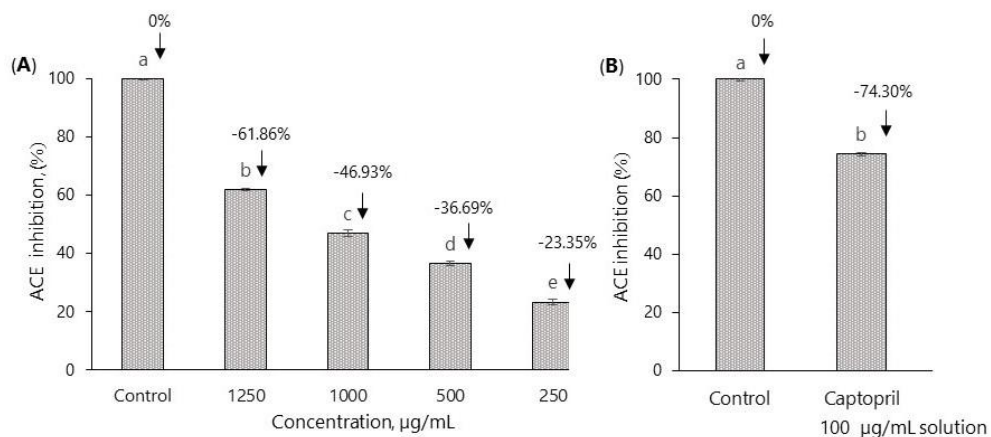 (A)
0%
-61.86%
-46.93%
-36.69%
-23.35%
a
b
c
d
e
ACE inhibition, (%)
100
80
60
40
20
0
Control 1250 1000 500 250
Concentration, µg/mL
(B)
0%
-74.30%
a
b
ACE inhibition (%)
100
80
60
40
20
0
Control Captopril
100 µg/mL solution